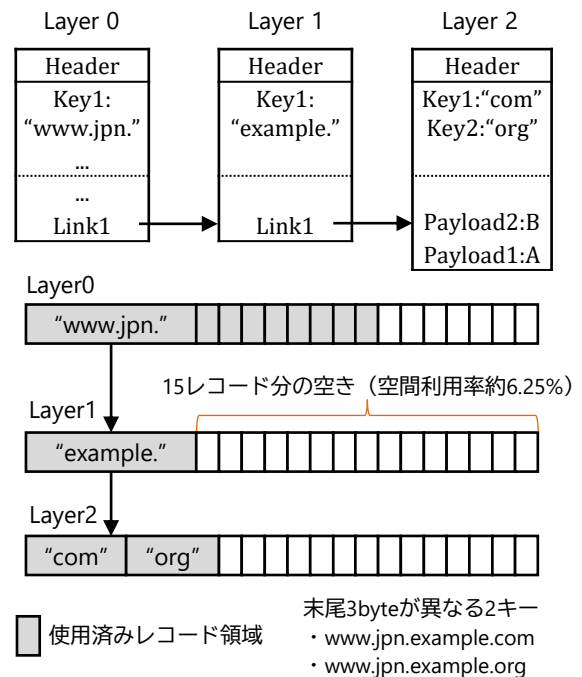 Layer 0
Layer 1
Layer 2
Header
Key1:
“www.jpn.”
...
...
Link1
Header
Key1:
“example.”
Link1
Header
Key1:“com”
Key2:“org”
Payload2:B
Payload1:A
Layer0
“www.jpn.”
15レコード分の空き（空間利用率約6.25%）
Layer1
“example.”
Layer2
“com”
“org”
使用済みレコード領域
末尾3byteが異なる2キー
・www.jpn.example.com
・www.jpn.example.org